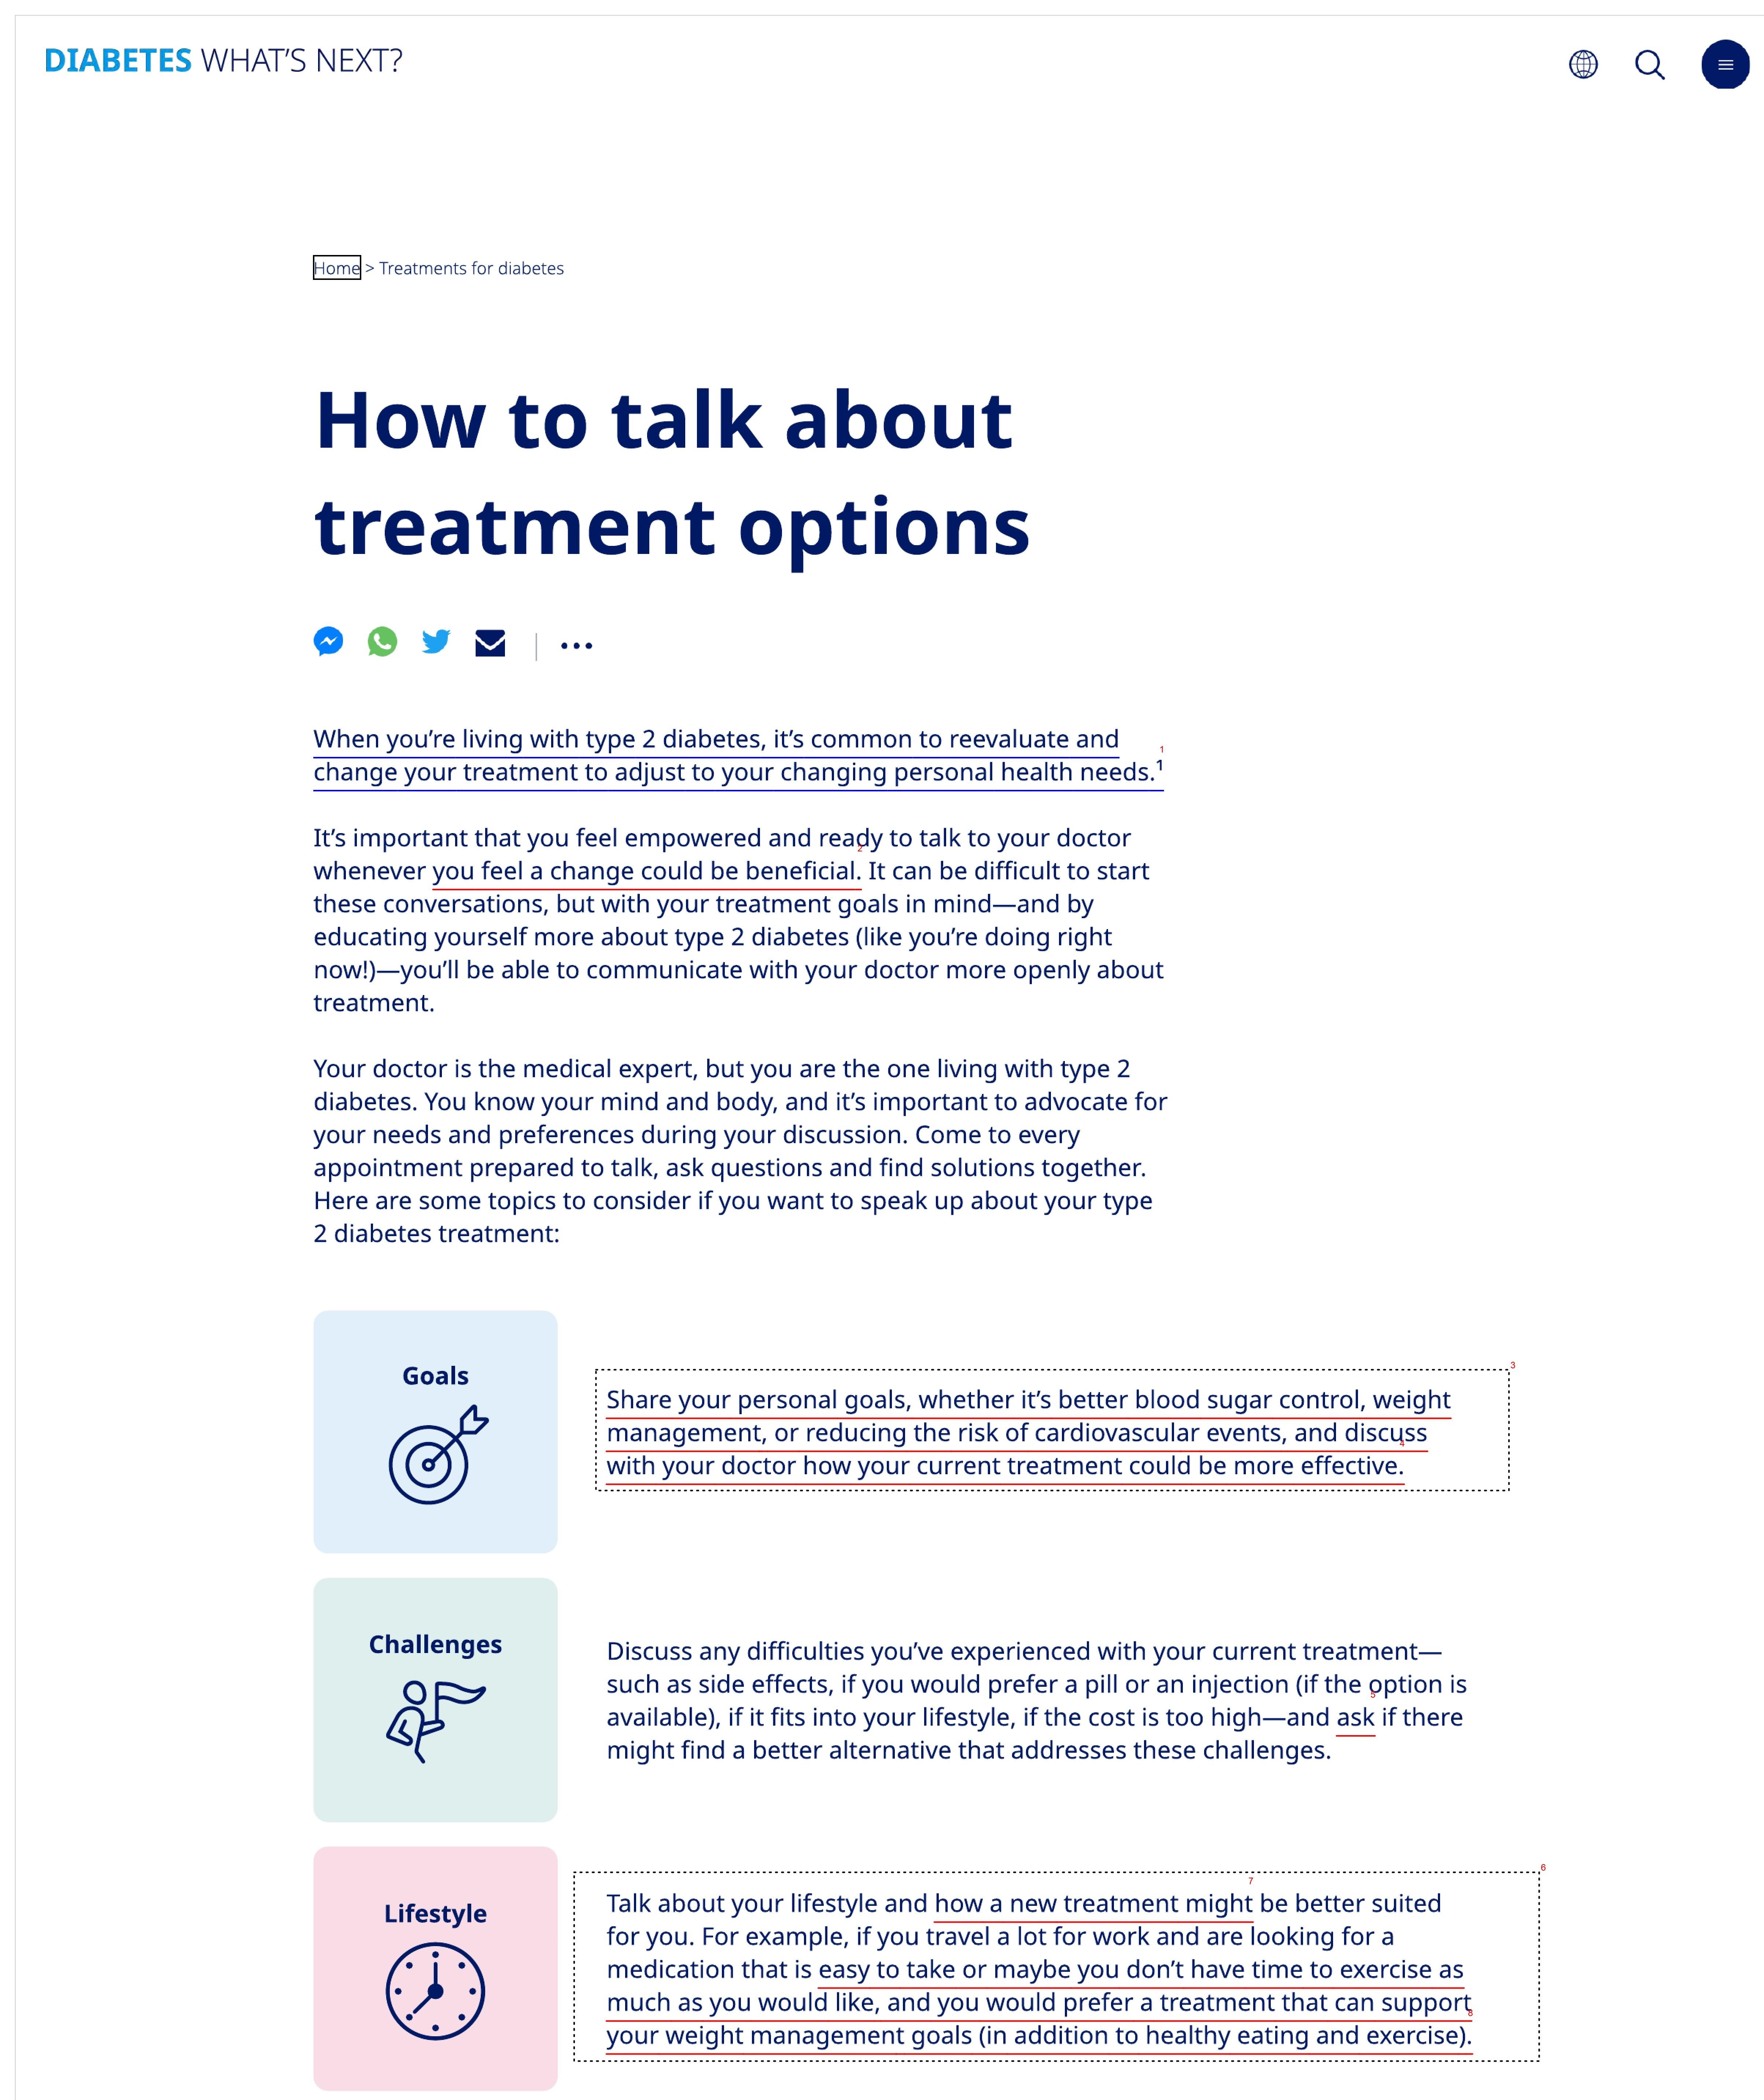 DIABETES WHAT'S NEXT?
Home > Treatments for diabetes
How to talk about
treatment options
When you're living with type 2 diabetes, it's common to reevaluate and
1
change your treatment to adjust to your changing personal health needs.¹
It's important that you feel empowered and ready to talk to your doctor
2
whenever you feel a change could be beneficial. It can be difficult to start
these conversations, but with your treatment goals in mind—and by
educating yourself more about type 2 diabetes (like you're doing right
now!)—you'll be able to communicate with your doctor more openly about
treatment.
Your doctor is the medical expert, but you are the one living with type 2
diabetes. You know your mind and body, and it's important to advocate for
your needs and preferences during your discussion. Come to every
appointment prepared to talk, ask questions and find solutions together.
Here are some topics to consider if you want to speak up about your type
2 diabetes treatment:
Goals
3
Share your personal goals, whether it's better blood sugar control, weight
management, or reducing the risk of cardiovascular events, and discuss
4
with your doctor how your current treatment could be more effective.
Challenges
Discuss any difficulties you've experienced with your current treatment—
such as side effects, if you would prefer a pill or an injection (if the option is
5
available), if it fits into your lifestyle, if the cost is too high—and ask if there
might find a better alternative that addresses these challenges.
Lifestyle
6
7
Talk about your lifestyle and how a new treatment might be better suited
for you. For example, if you travel a lot for work and are looking for a
medication that is easy to take or maybe you don't have time to exercise as
much as you would like, and you would prefer a treatment that can support
8
your weight management goals (in addition to healthy eating and exercise).